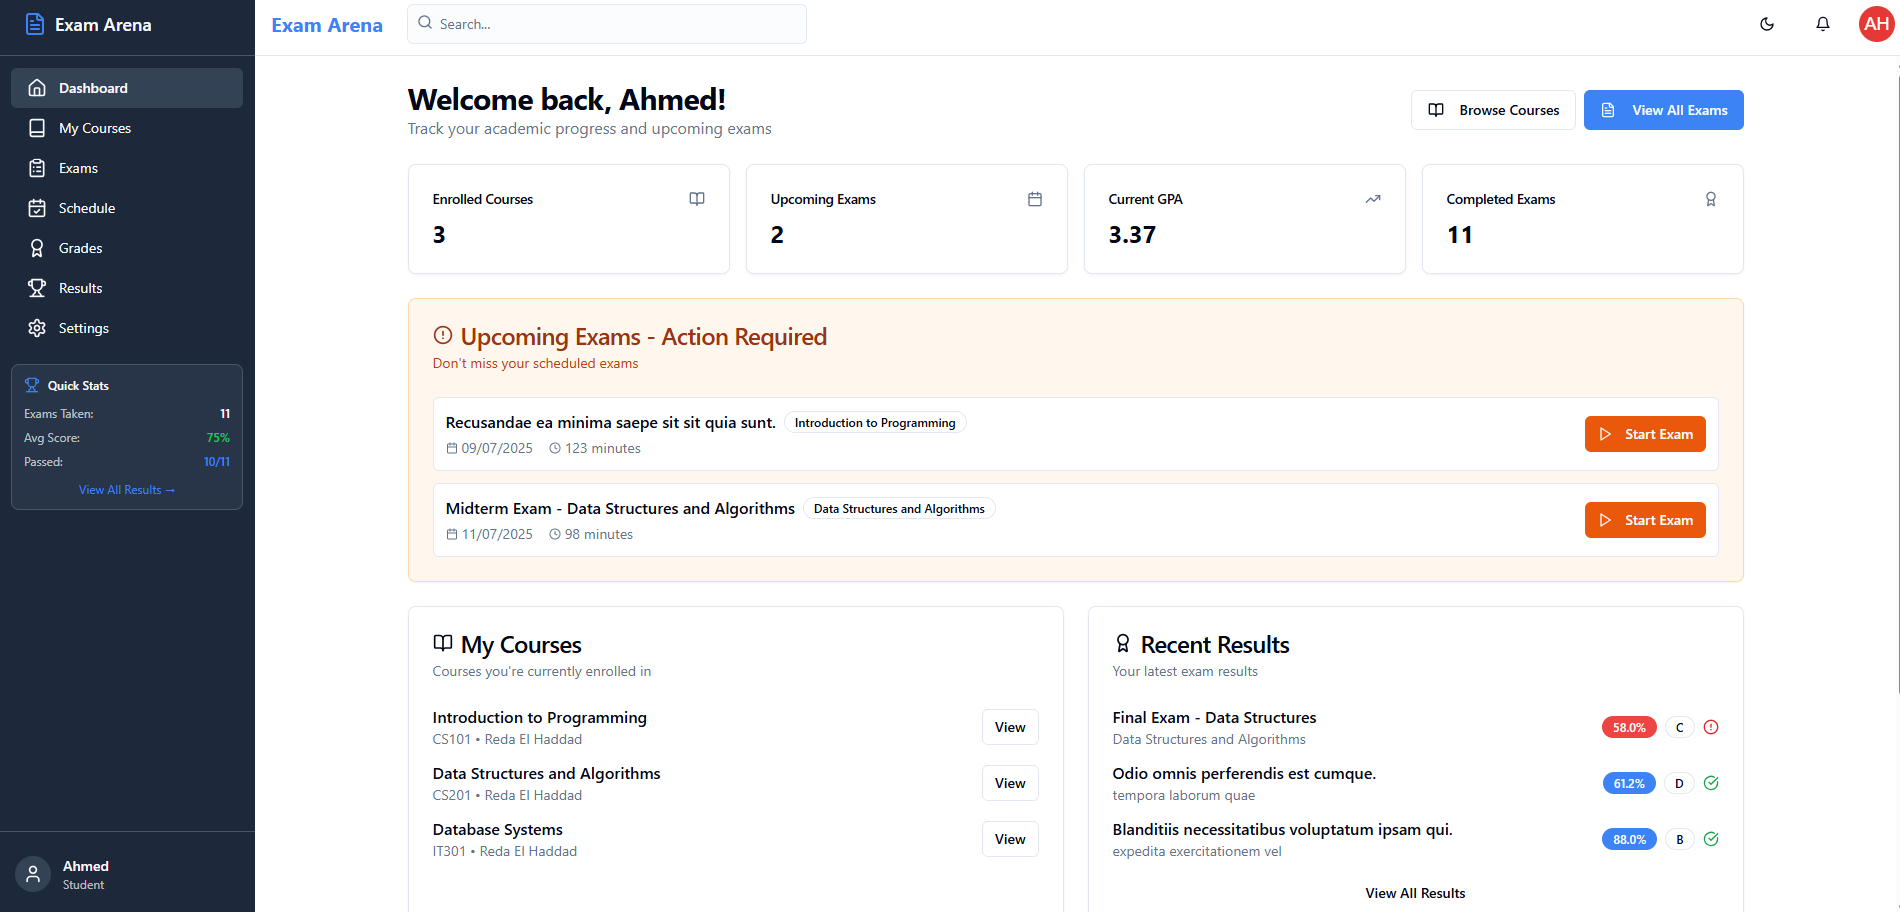 Exam Arena
Dashboard
My Courses
Exams
Schedule
Grades
Results
Settings
Quick Stats
Exams Taken: 11
Avg Score: 75%
Passed: 10/11
View All Results →
Ahmed
Student
Exam Arena
Search...
AH
Welcome back, Ahmed!
Track your academic progress and upcoming exams
Browse Courses
View All Exams
Enrolled Courses
3
Upcoming Exams
2
Current GPA
3.37
Completed Exams
11
Upcoming Exams - Action Required
Don't miss your scheduled exams
Recusandae ea minima saepe sit sit quia sunt. Introduction to Programming
09/07/2025 123 minutes
Start Exam
Midterm Exam - Data Structures and Algorithms Data Structures and Algorithms
11/07/2025 98 minutes
Start Exam
My Courses
Courses you're currently enrolled in
Introduction to Programming
CS101 • Reda El Haddad
View
Data Structures and Algorithms
CS201 • Reda El Haddad
View
Database Systems
IT301 • Reda El Haddad
View
Recent Results
Your latest exam results
Final Exam - Data Structures
Data Structures and Algorithms
58.0% C
Odio omnis perferendis est cumque.
tempora laborum quae
61.2% D
Blanditiis necessitatibus voluptatum ipsam qui.
expedita exercitationem vel
88.0% B
View All Results